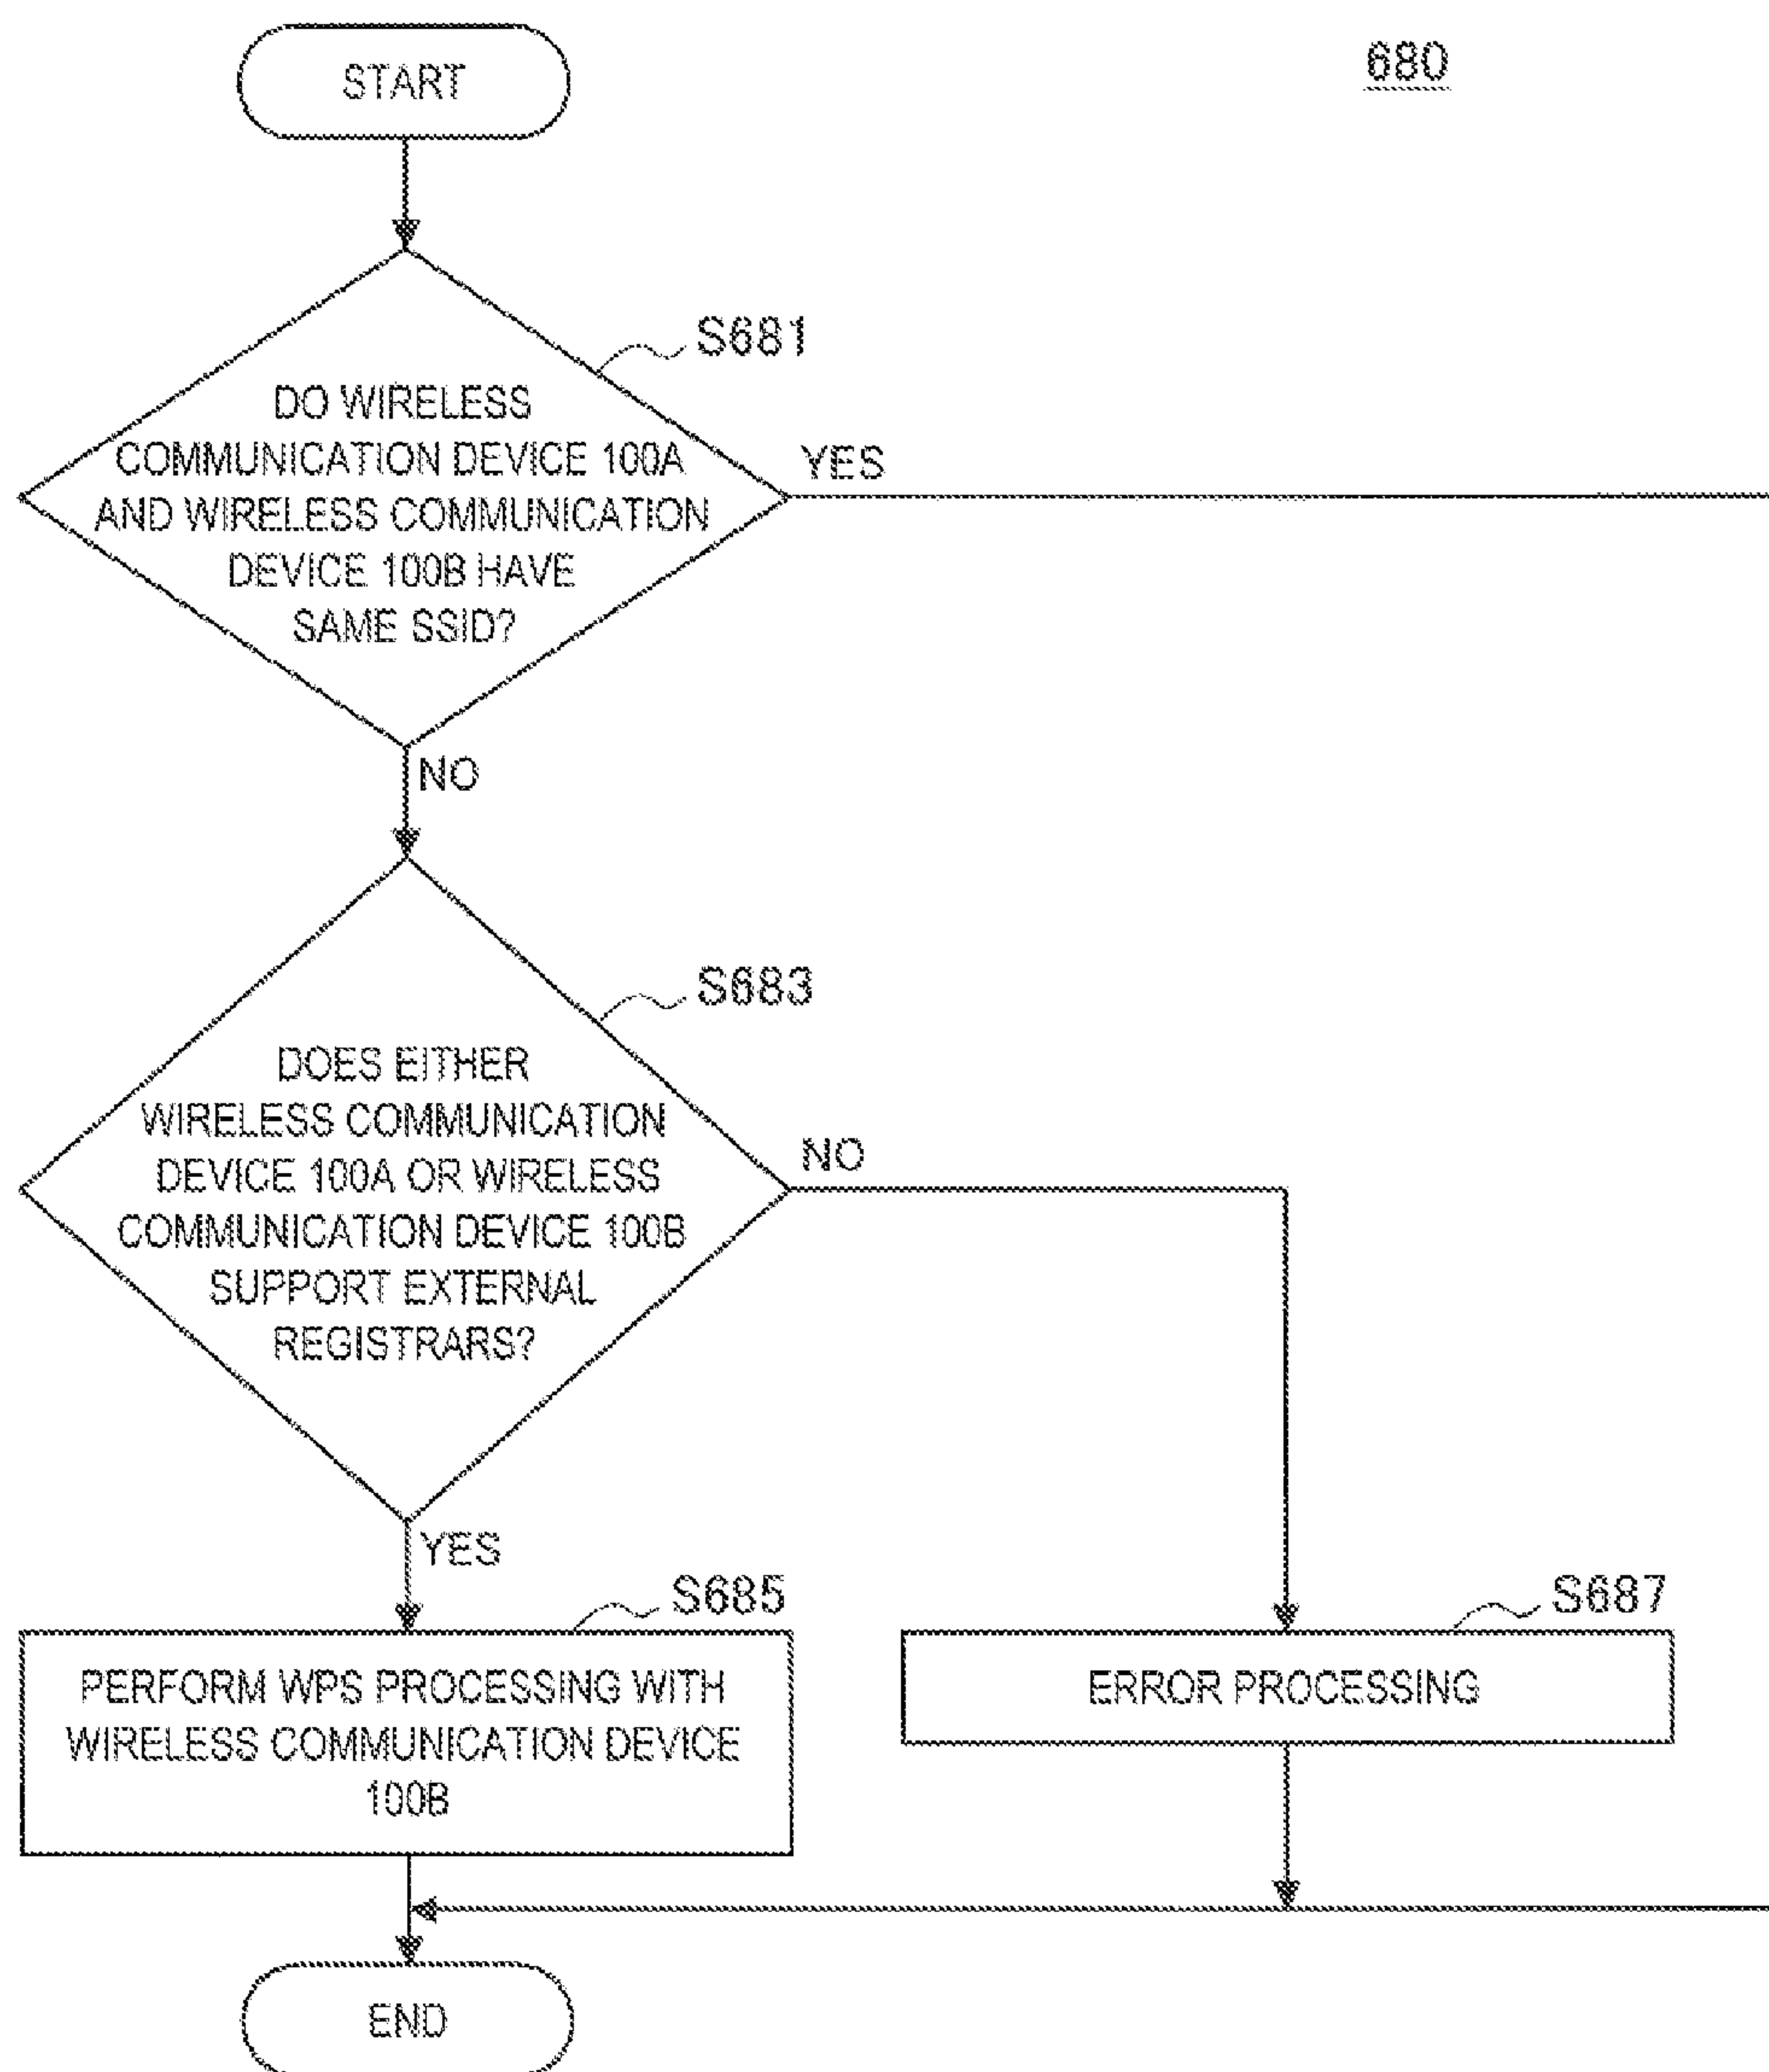 START
680
S681
DO WIRELESS
COMMUNICATION DEVICE 100A
AND WIRELESS COMMUNICATION
DEVICE 100B HAVE
SAME SSID?
YES
NO
S683
DOES EITHER
WIRELESS COMMUNICATION
DEVICE 100A OR WIRELESS
COMMUNICATION DEVICE 100B
SUPPORT EXTERNAL
REGISTRARS?
NO
YES
S685
PERFORM WPS PROCESSING WITH
WIRELESS COMMUNICATION DEVICE
100B
S687
ERROR PROCESSING
END